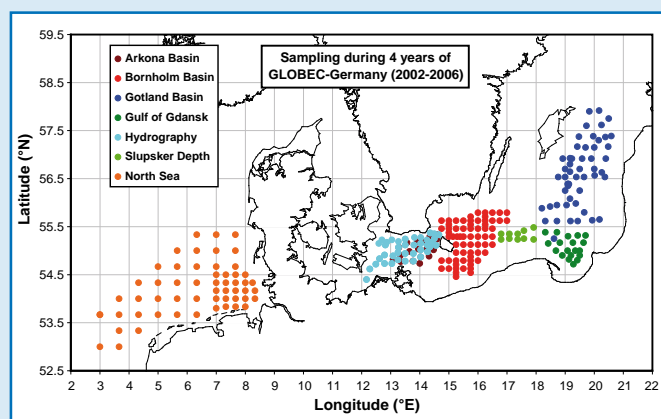 Sampling during 4 years of
GLOBEC-Germany (2002-2006)
Arkona Basin
Bornholm Basin
Gotland Basin
Gulf of Gdansk
Hydrography
Slupsker Depth
North Sea
Latitude (°N)
59.5
58.5
57.5
56.5
55.5
54.5
53.5
52.5
2 3 4 5 6 7 8 9 10 11 12 13 14 15 16 17 18 19 20 21 22
Longitude (°E)